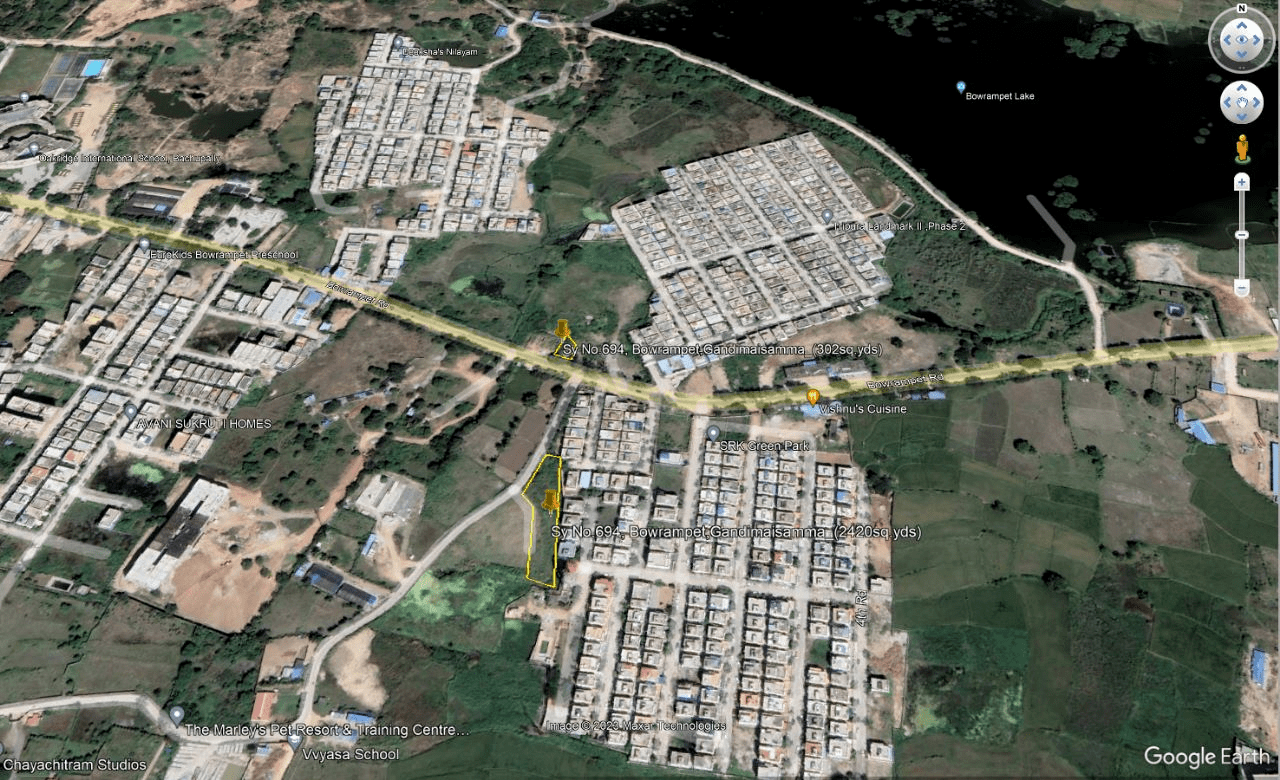 N
Deeksha's Nilayam
Bowrampet Lake
Oakridge International School, Bachupally
Tripura Landmark II ,Phase 2
EuroKids Bowrampet Preschool
Bowrampet Rd
Sy No.694, Bowrampet,Gandimaisamma_(302sq.yds)
Bowrampet Rd
Vishnu's Cuisine
AVANI SUKRUTI HOMES
SRK Green Park
Sy No.694, Bowrampet,Gandimaisamma_(2420sq.yds)
4th Rd
Image © 2023 Maxar Technologies
The Marley's Pet Resort & Training Centre...
Vvyasa School
Chayachitram Studios
Google Earth